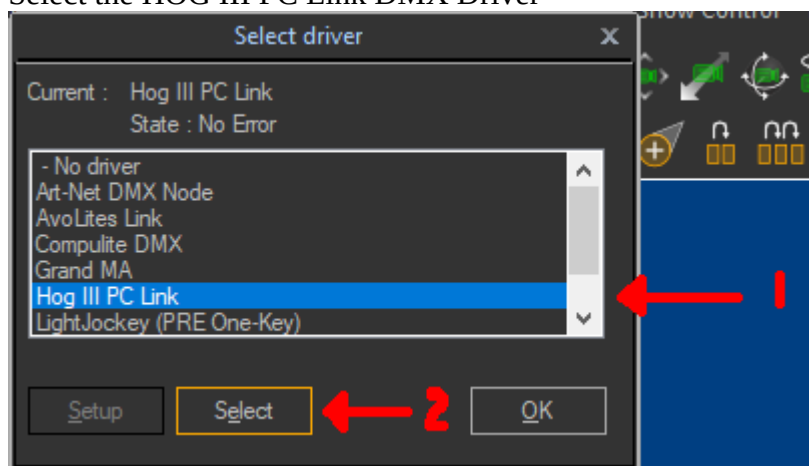 Select the HOG III PC Link DMX Driver
Show Control
Select driver x
Current : Hog III PC Link
State : No Error
- No driver
Art-Net DMX Node
AvoLites Link
Compulite DMX
Grand MA
Hog III PC Link
LightJockey (PRE One-Key)
1
Setup Select 2 OK